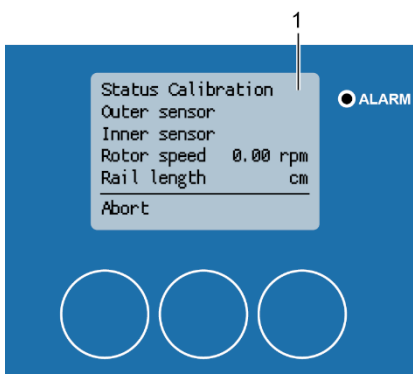 1
Status Calibration
ALARM
Outer sensor
Inner sensor
Rotor speed 0.00 rpm
Rail length cm
Abort